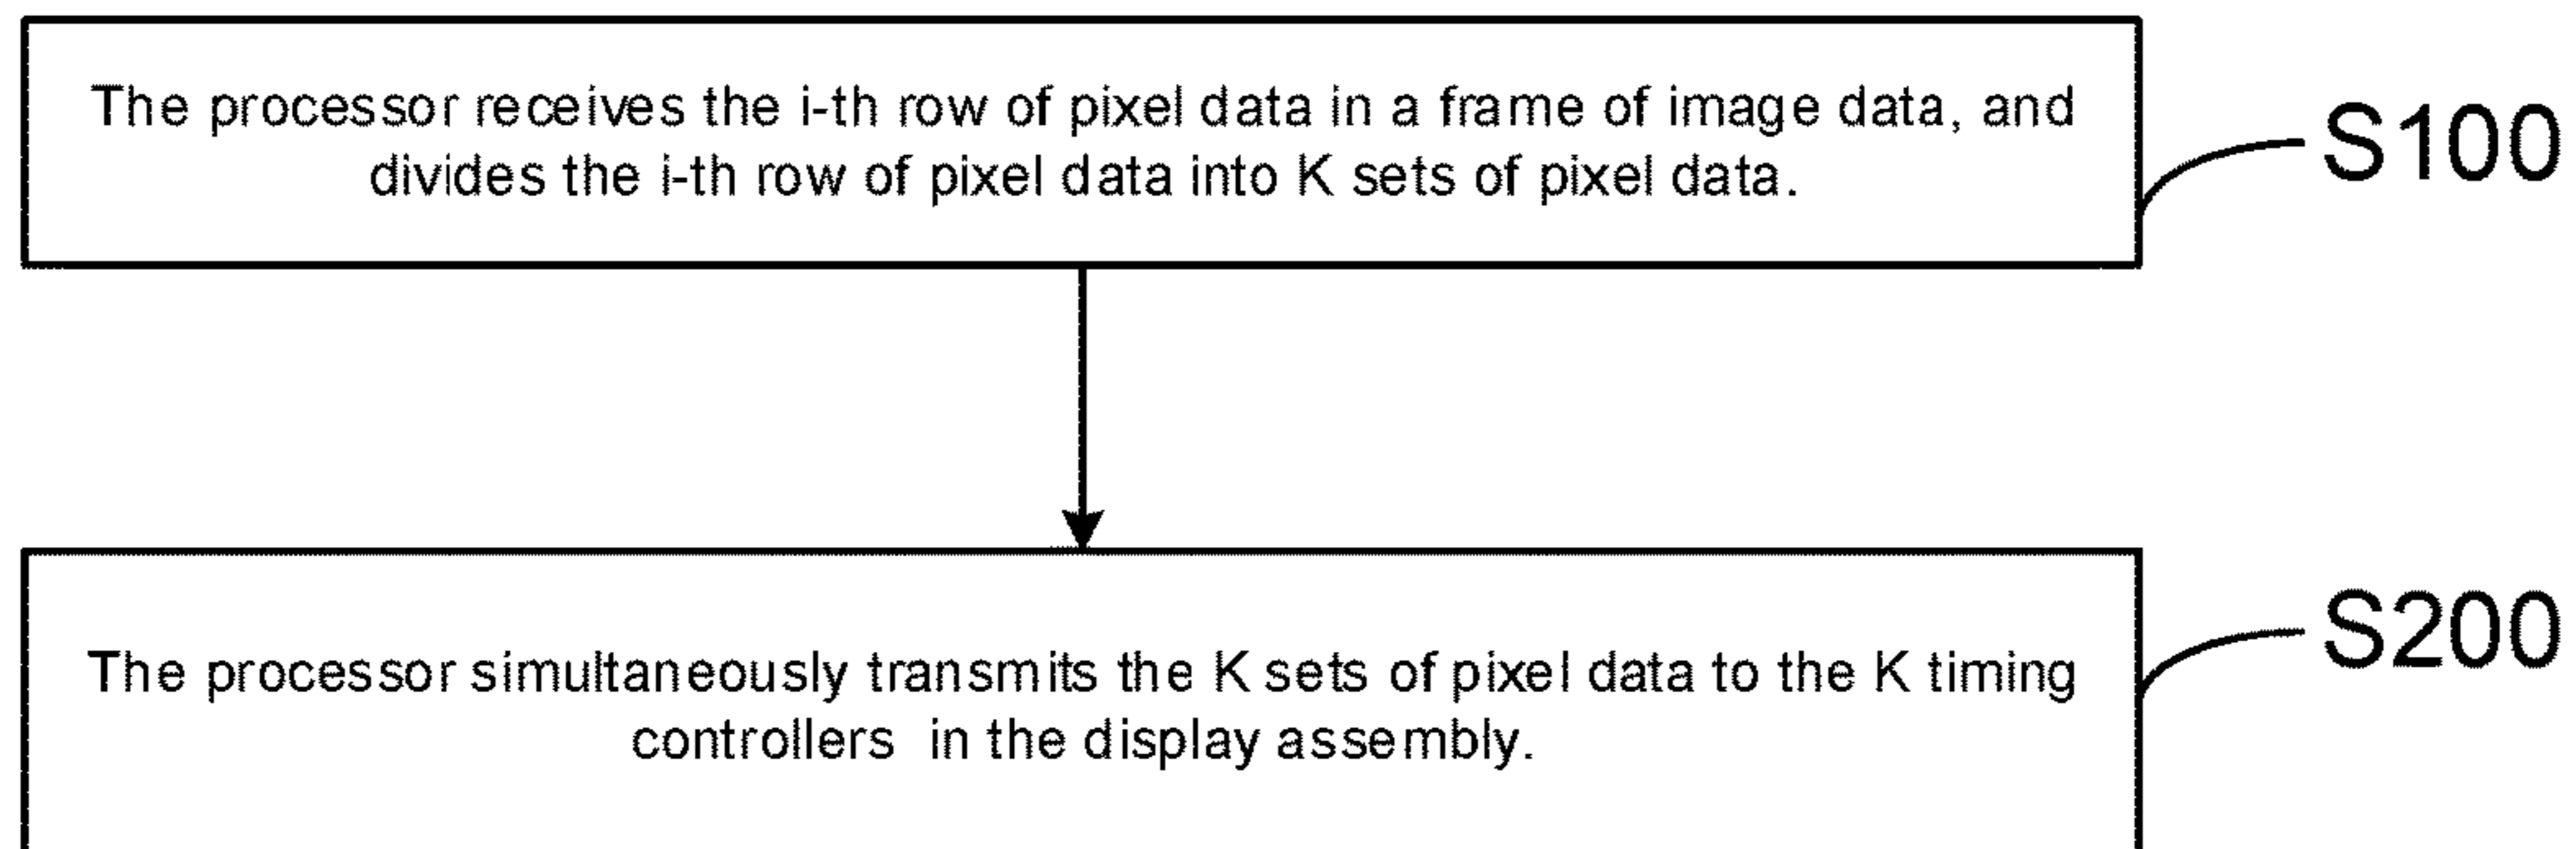 The processor receives the i-th row of pixel data in a frame of image data, and
divides the i-th row of pixel data into K sets of pixel data.
S100
The processor simultaneously transmits the K sets of pixel data to the K timing
controllers in the display assembly.
S200